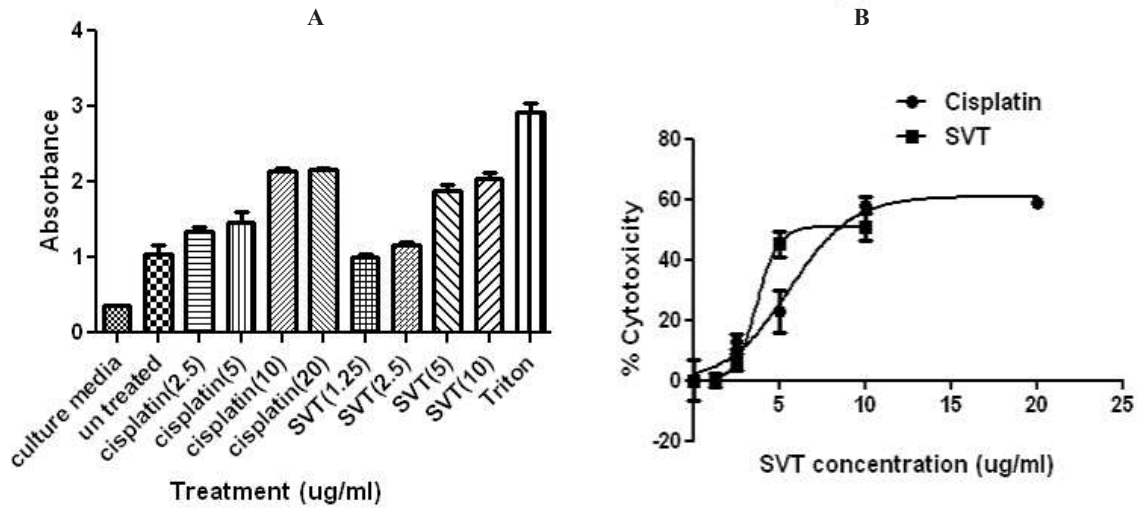 A
Absorbance
4
3
2
1
0
culture media
un treated
cisplatin(2.5)
cisplatin(5)
cisplatin(10)
cisplatin(20)
SVT(1.25)
SVT(2.5)
SVT(5)
SVT(10)
Triton
Treatment (ug/ml)
B
Cisplatin
SVT
% Cytotoxicity
80
60
40
20
0
-20
5
10
15
20
25
SVT concentration (ug/ml)